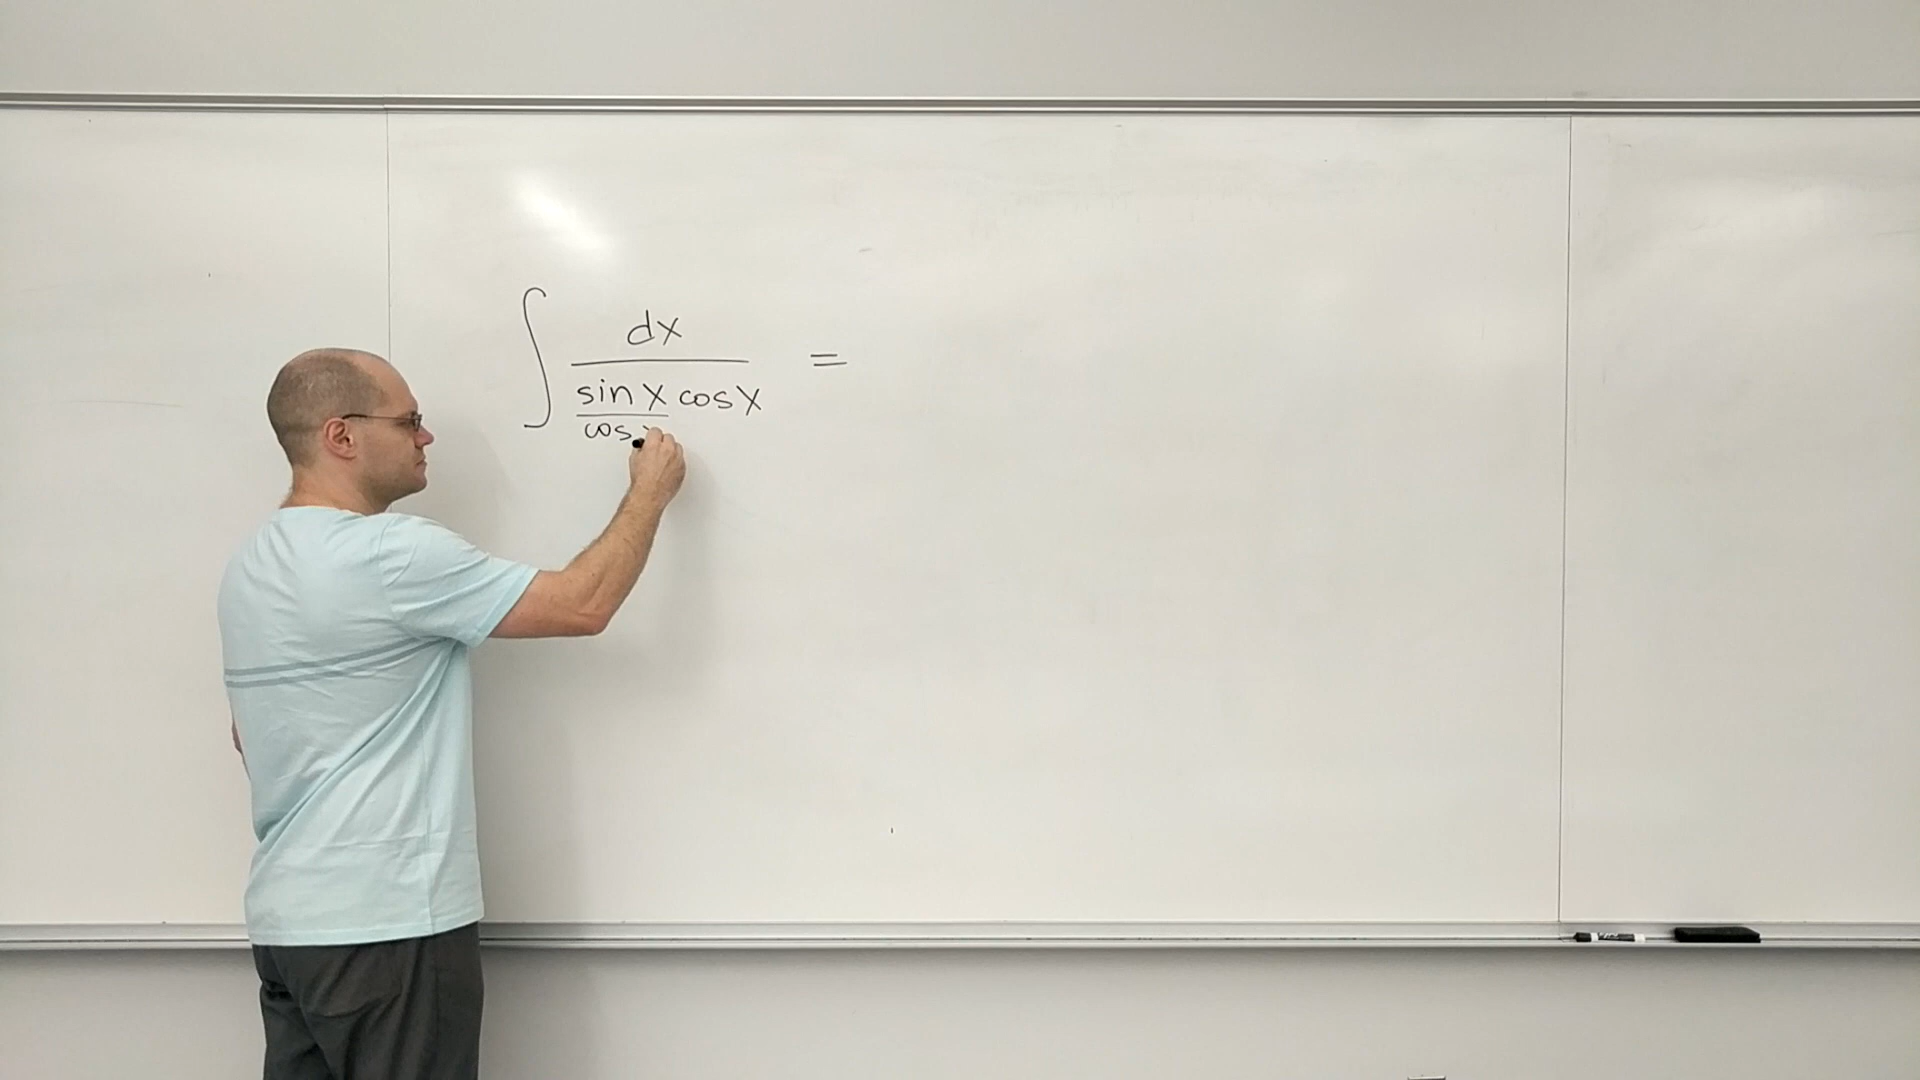 ∫ dx =
sin x cos x
cos